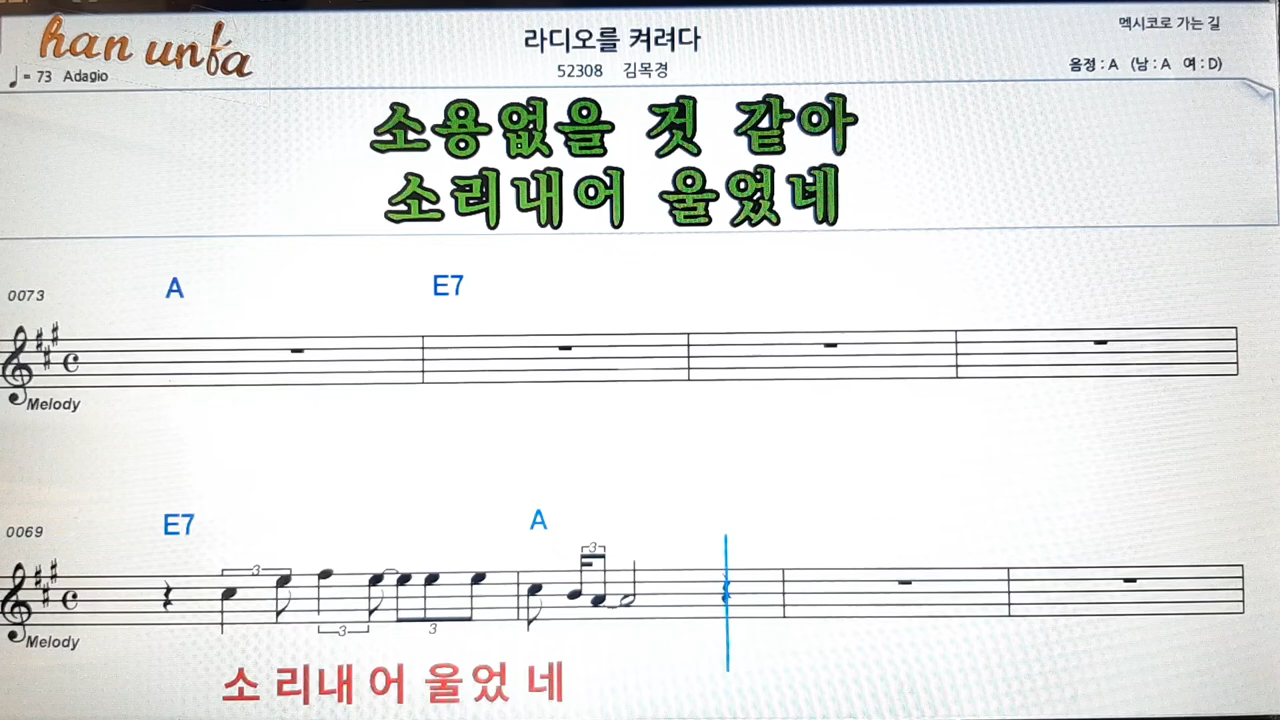 han unfa
라디오를 켜려다
멕시코로 가는 길
♩ = 73 Adagio
52308 김목경
음정 : A (남 : A 여 : D)
소용없을 것 같아
소리내어 울었네
A E7
0073
Melody
E7 A
0069
3 3
3 3
Melody
소 리내 어 울었 네